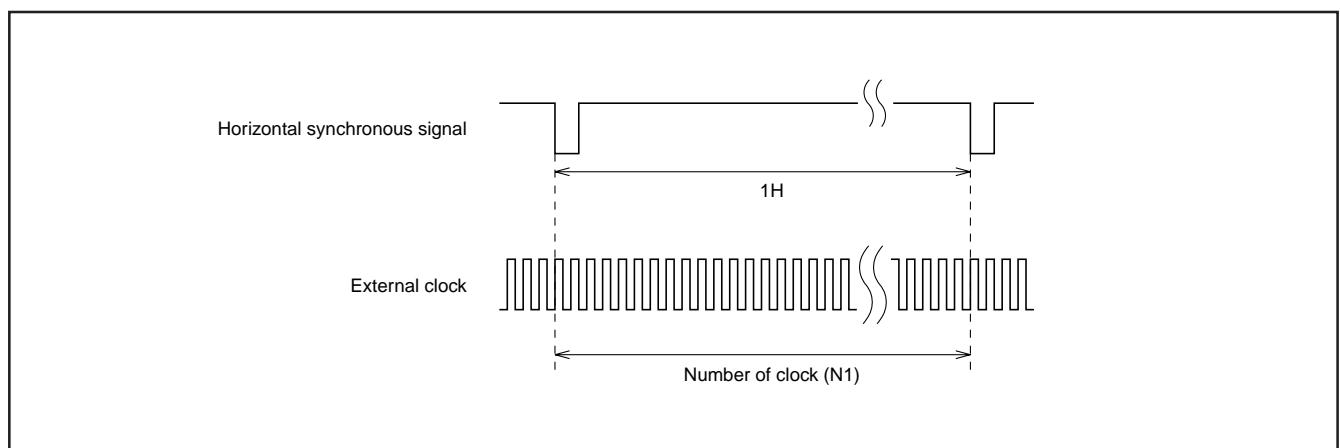 Horizontal synchronous signal
1H
External clock
Number of clock (N1)